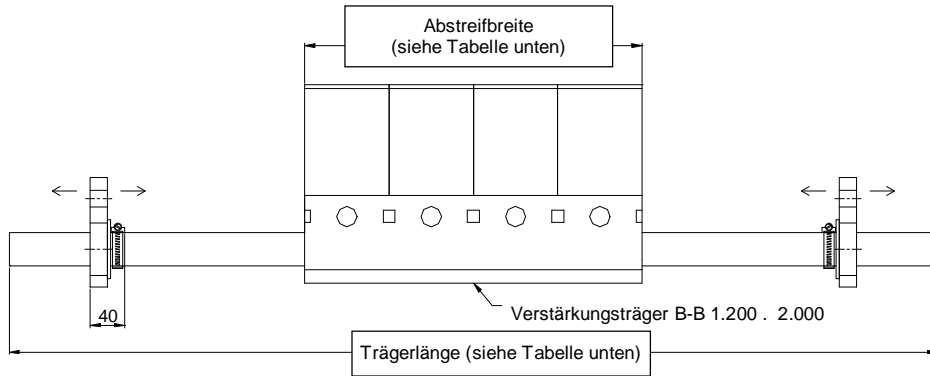 Abstreifbreite
(siehe Tabelle unten)
40
Verstärkungsträger B-B 1.200 . 2.000
Trägerlänge (siehe Tabelle unten)